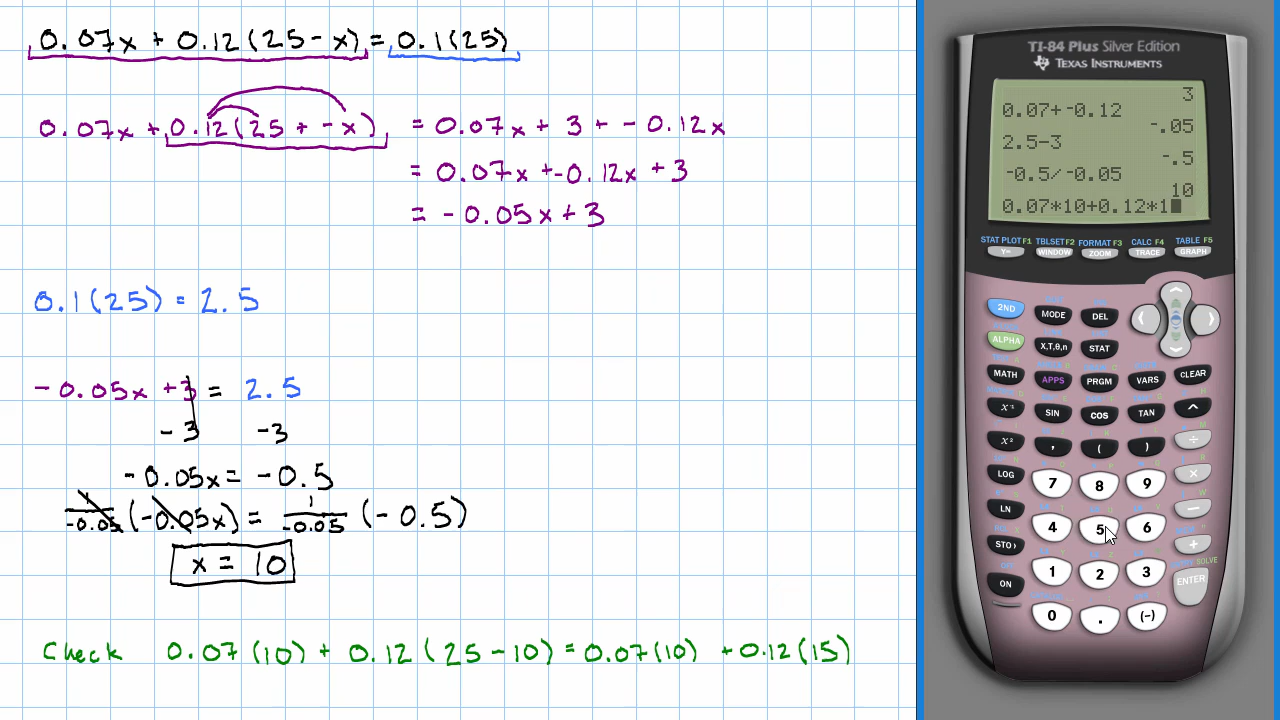 0.07x + 0.12(25-x) = 0.1(25)
0.07x + 0.12(25 + -x) = 0.07x + 3 + -0.12x
= 0.07x + -0.12x + 3
= -0.05x + 3
0.1(25) = 2.5
-0.05x + 3 = 2.5
-3 -3
-0.05x = -0.5
1/-0.05 (-0.05x) = 1/-0.05 (-0.5)
x = 10
Check 0.07(10) + 0.12(25-10) = 0.07(10) + 0.12(15)
TI-84 Plus Silver Edition
TEXAS INSTRUMENTS
3
0.07+-0.12
-.05
2.5-3
-.5
-0.5/-0.05
10
0.07*10+0.12*1
STAT PLOT F1 TBLSET F2 FORMAT F3 CALC F4 TABLE F5
Y= WINDOW ZOOM TRACE GRAPH
2ND MODE DEL
ALPHA X,T,θ,n STAT
MATH APPS PRGM VARS CLEAR
SIN COS TAN ^
x² , ( ) ÷
LOG 7 8 9 ×
LN 4 5 6 −
STO› 1 2 3 +
ON 0 . (-) ENTER